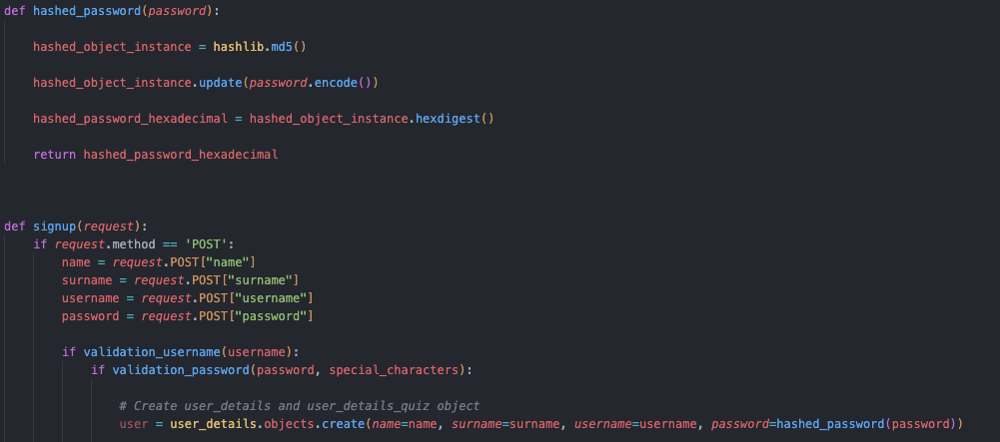 def hashed_password(password):
hashed_object_instance = hashlib.md5()
hashed_object_instance.update(password.encode())
hashed_password_hexadecimal = hashed_object_instance.hexdigest()
return hashed_password_hexadecimal
def signup(request):
if request.method == 'POST':
name = request.POST["name"]
surname = request.POST["surname"]
username = request.POST["username"]
password = request.POST["password"]
if validation_username(username):
if validation_password(password, special_characters):
# Create user_details and user_details_quiz object
user = user_details.objects.create(name=name, surname=surname, username=username, password=hashed_password(password))